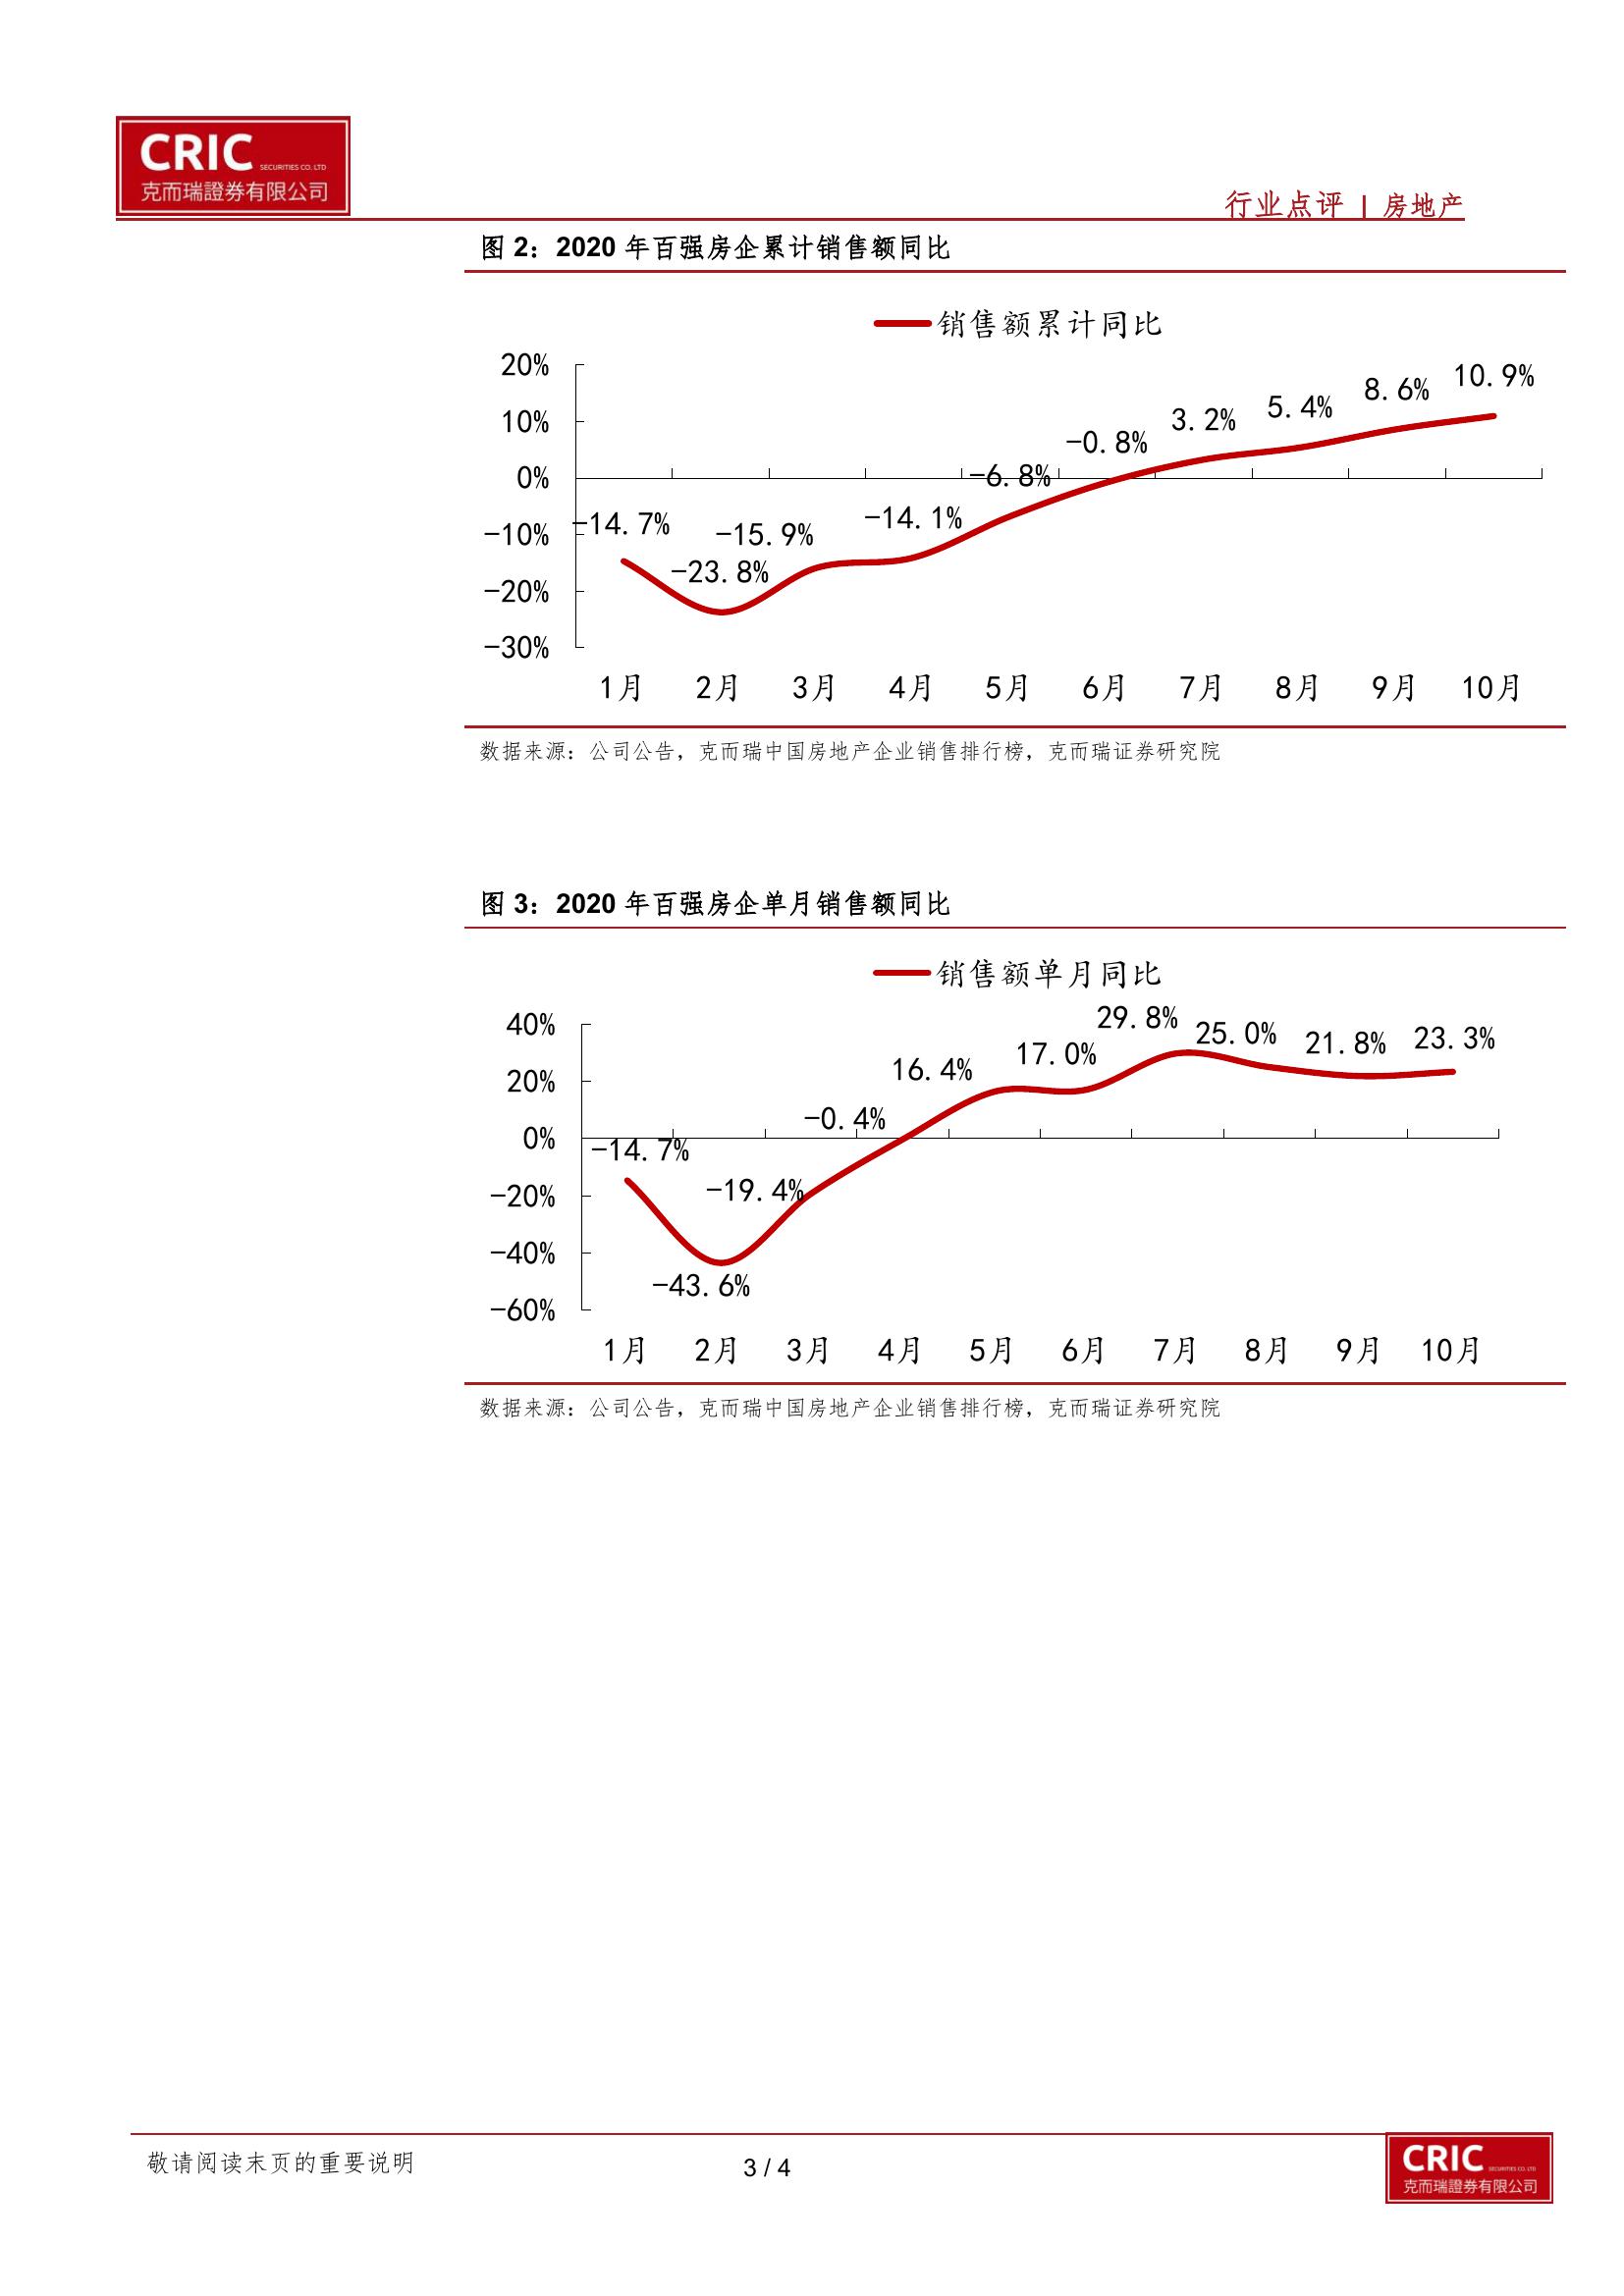 CRIC SECURITIES CO. LTD
克而瑞證券有限公司
行业点评 | 房地产
图 2：2020 年百强房企累计销售额同比
销售额累计同比
20%
10%
0%
-10%
-20%
-30%
-14.7%
-23.8%
-15.9%
-14.1%
-6.8%
-0.8%
3.2%
5.4%
8.6%
10.9%
1月 2月 3月 4月 5月 6月 7月 8月 9月 10月
数据来源：公司公告，克而瑞中国房地产企业销售排行榜，克而瑞证券研究院
图 3：2020 年百强房企单月销售额同比
销售额单月同比
40%
20%
0%
-20%
-40%
-60%
-14.7%
-43.6%
-19.4%
-0.4%
16.4%
17.0%
29.8%
25.0%
21.8%
23.3%
1月 2月 3月 4月 5月 6月 7月 8月 9月 10月
数据来源：公司公告，克而瑞中国房地产企业销售排行榜，克而瑞证券研究院
敬请阅读末页的重要说明
3 / 4
CRIC SECURITIES CO. LTD
克而瑞證券有限公司